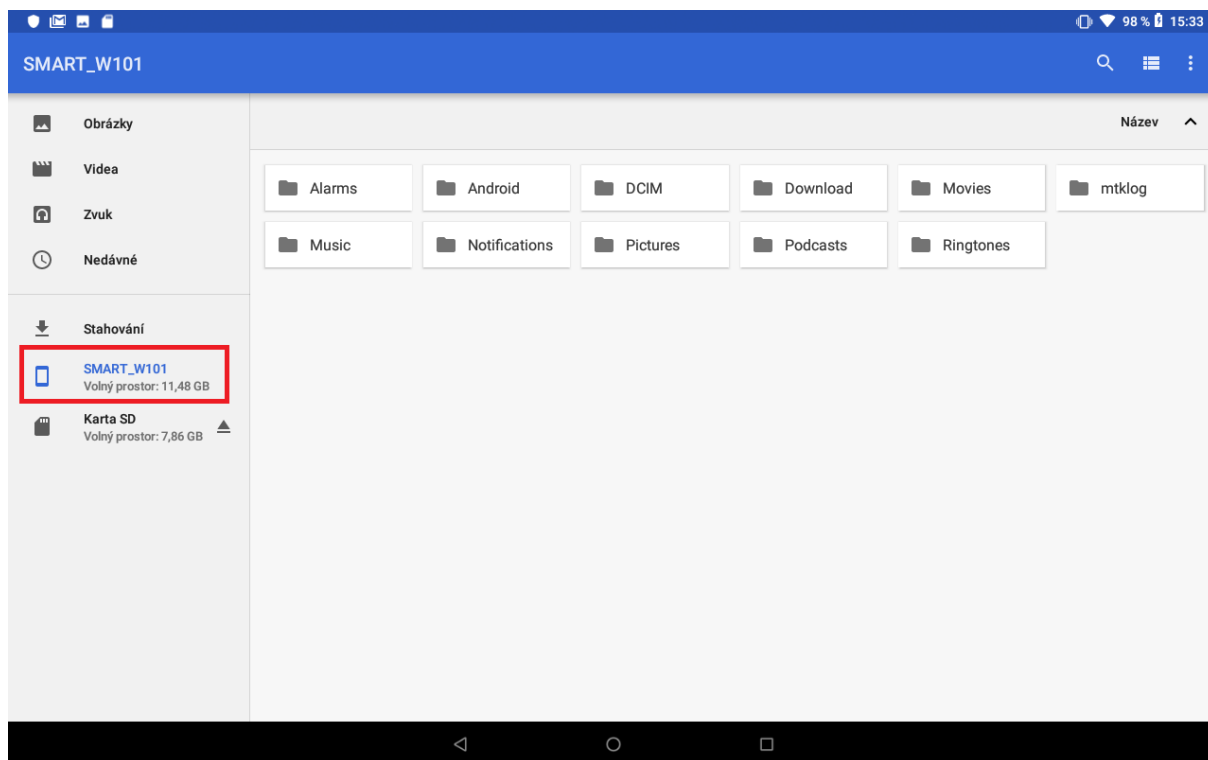 98 % 15:33
SMART_W101
Obrázky
Videa
Zvuk
Nedávné
Stahování
SMART_W101
Volný prostor: 11,48 GB
Karta SD
Volný prostor: 7,86 GB
Název
Alarms Android DCIM Download Movies mtklog
Music Notifications Pictures Podcasts Ringtones